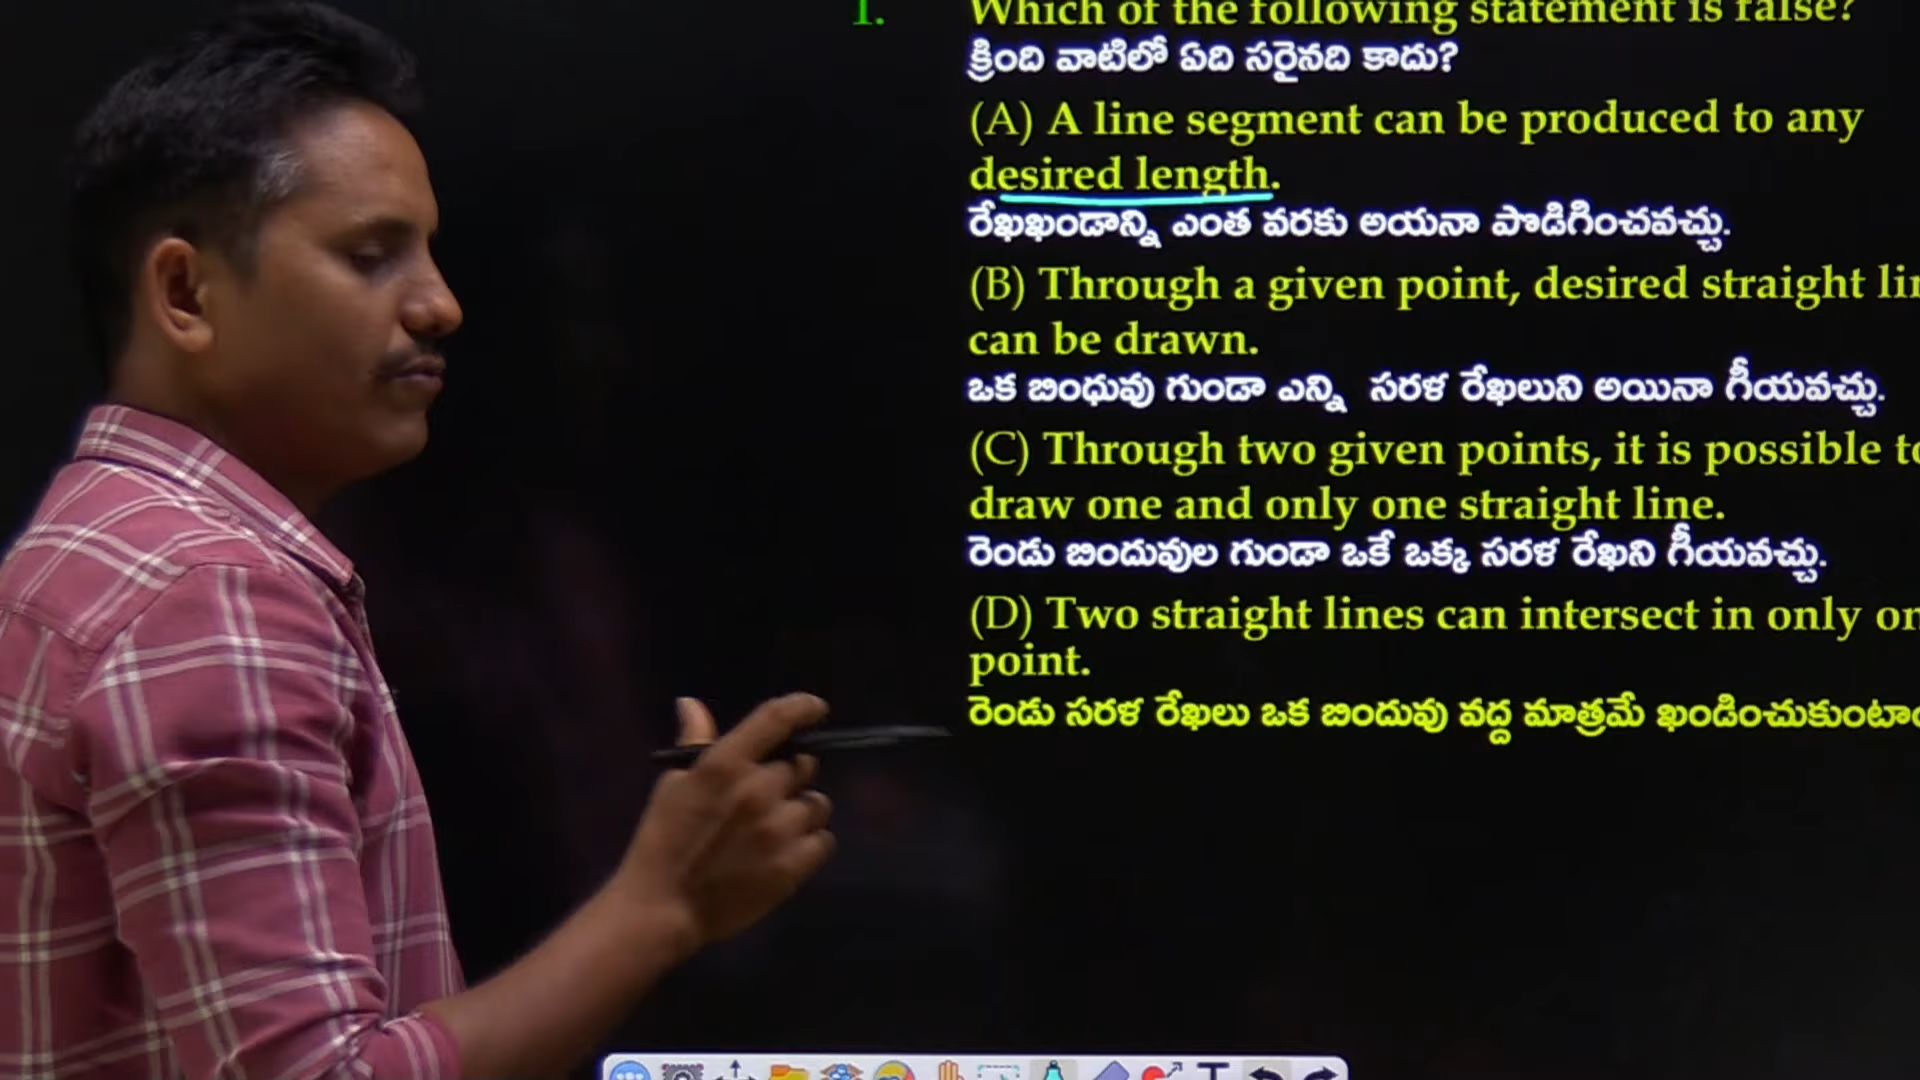 1. Which of the following statement is false?
క్రింది వాటిలో ఏది సరైనది కాదు?
(A) A line segment can be produced to any
desired length.
రేఖఖండాన్ని ఎంత వరకు అయనా పొడిగించవచ్చు.
(B) Through a given point, desired straight
can be drawn.
ఒక బింధువు గుండా ఎన్ని సరళ రేఖలుని అయినా గీయవచ్చు.
(C) Through two given points, it is possible
draw one and only one straight line.
రెండు బిందువుల గుండా ఒకే ఒక్క సరళ రేఖని గీయవచ్చు.
(D) Two straight lines can intersect in only
point.
రెండు సరళ రేఖలు ఒక బిందువు వద్ద మాత్రమే